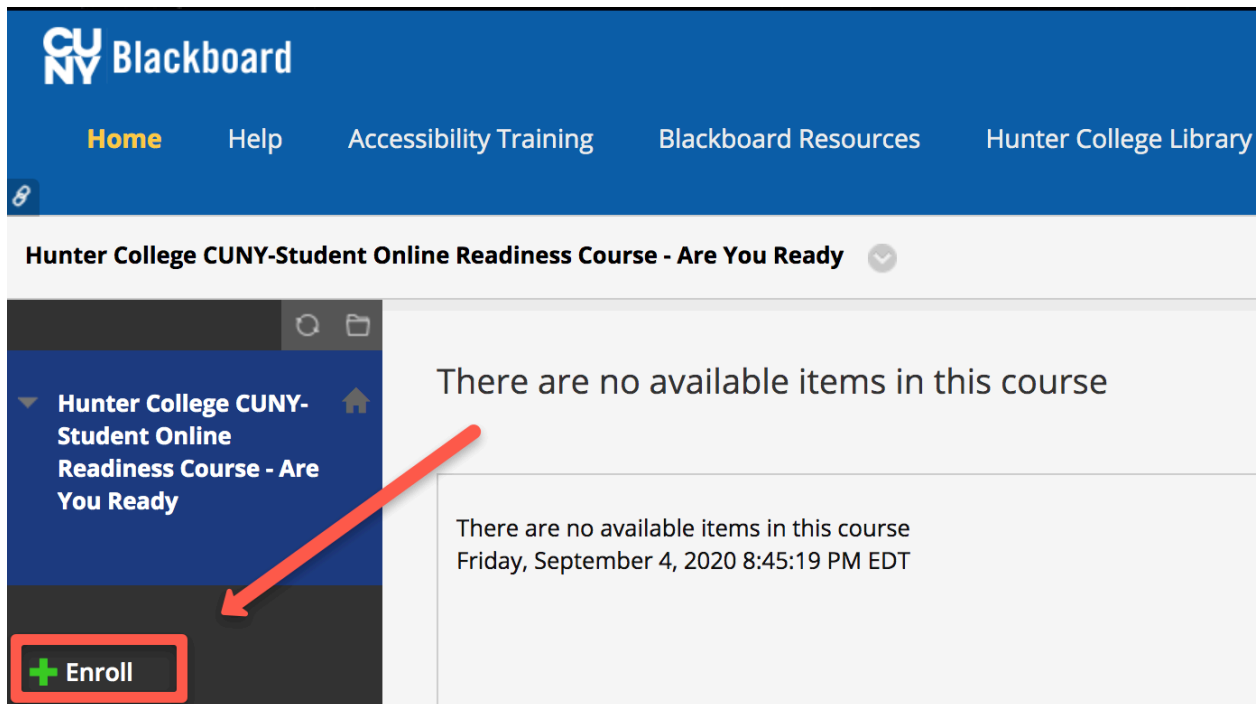 CUNY Blackboard
Home Help Accessibility Training Blackboard Resources Hunter College Library
Hunter College CUNY-Student Online Readiness Course - Are You Ready
Hunter College CUNY-
Student Online
Readiness Course - Are
You Ready
Enroll
There are no available items in this course
There are no available items in this course
Friday, September 4, 2020 8:45:19 PM EDT